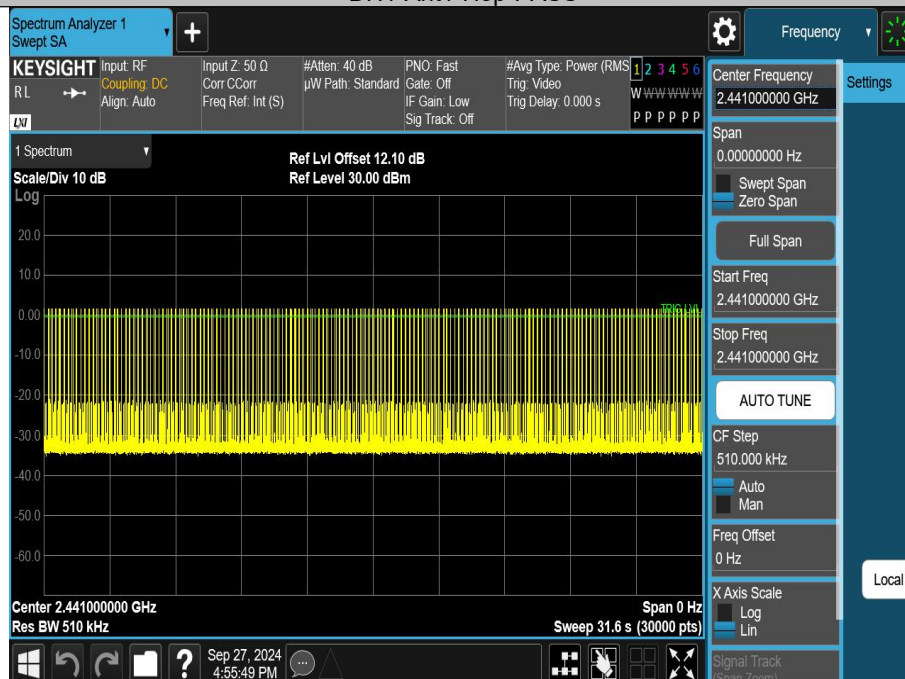 Spectrum Analyzer 1
Swept SA
Frequency
KEYSIGHT
RL
LXI
Input: RF
Coupling: DC
Align: Auto
Input Z: 50 Ω
Corr CCorr
Freq Ref: Int (S)
#Atten: 40 dB
µW Path: Standard
PNO: Fast
Gate: Off
IF Gain: Low
Sig Track: Off
#Avg Type: Power (RMS
Trig: Video
Trig Delay: 0.000 s
1 2 3 4 5 6
W W W W W W
P P P P P P
1 Spectrum
Scale/Div 10 dB
Log
Ref Lvl Offset 12.10 dB
Ref Level 30.00 dBm
20.0
10.0
0.00
-10.0
-20.0
-30.0
-40.0
-50.0
-60.0
TRIG LVL
Center 2.441000000 GHz
Res BW 510 kHz
Span 0 Hz
Sweep 31.6 s (30000 pts)
Center Frequency
2.441000000 GHz
Settings
Span
0.00000000 Hz
Swept Span
Zero Span
Full Span
Start Freq
2.441000000 GHz
Stop Freq
2.441000000 GHz
AUTO TUNE
CF Step
510.000 kHz
Auto
Man
Freq Offset
0 Hz
Local
X Axis Scale
Log
Lin
Signal Track
(Span Zoom)
?
Sep 27, 2024
4:55:49 PM